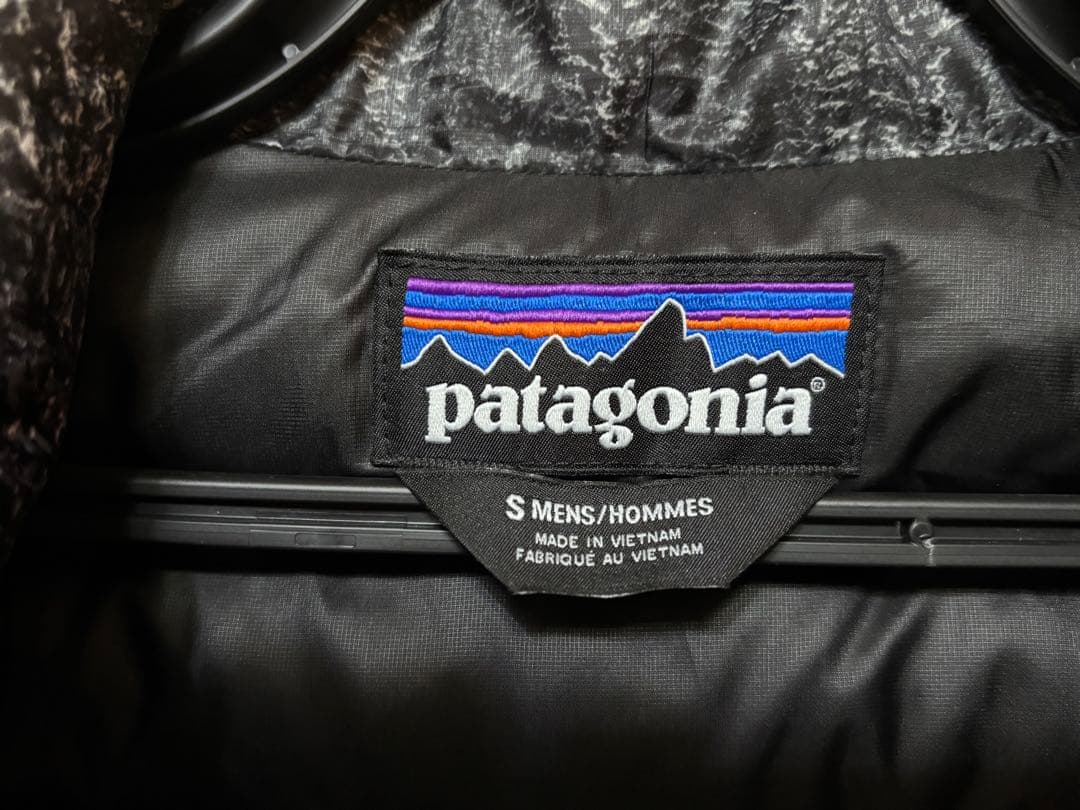 patagonia®
S MENS/HOMMES
MADE IN VIETNAM
FABRIQUÉ AU VIETNAM